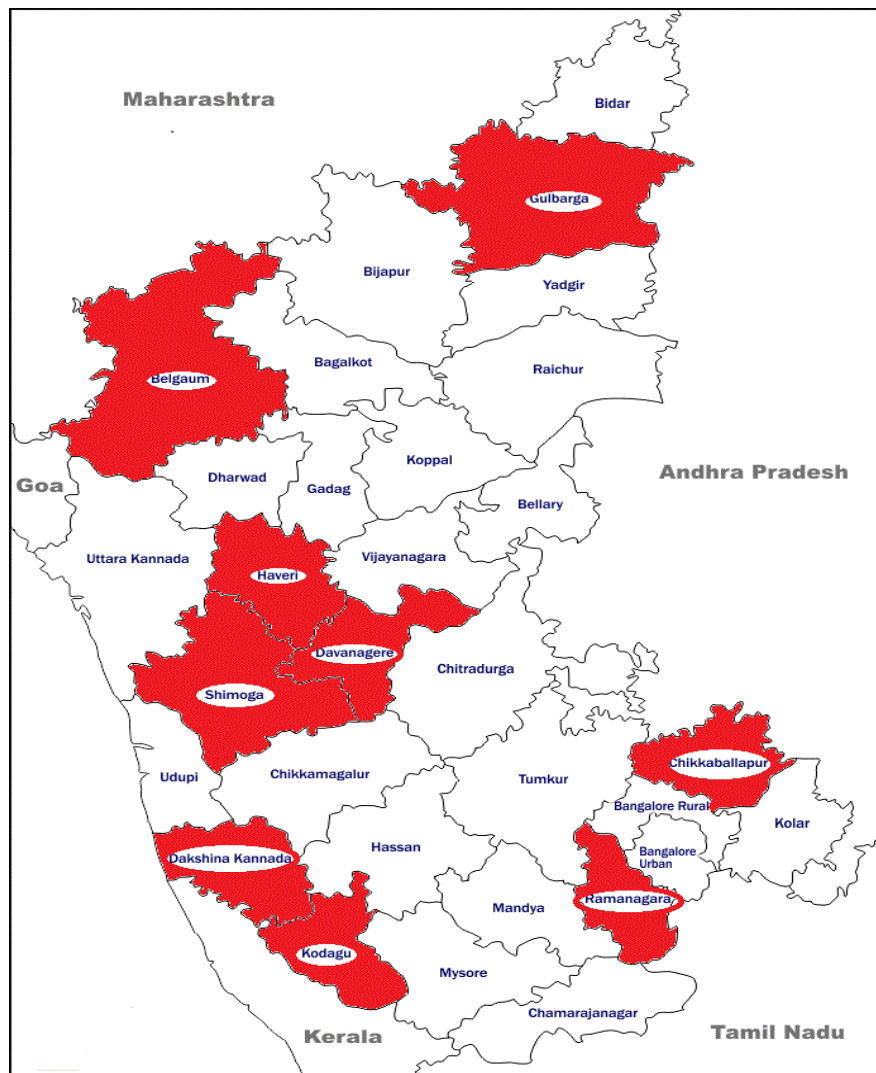 Maharashtra
Bidar
Gulbarga
Bijapur
Yadgir
Bagalkot
Raichur
Belgaum
Koppal
Dharwad
Gadag
Goa
Andhra Pradesh
Bellary
Uttara Kannada
Vijayanagara
Haveri
Davanagere
Chitradurga
Shimoga
Chikkaballapur
Udupi
Chikkamagalur
Tumkur
Bangalore Rural
Kolar
Hassan
Bangalore
Urban
Dakshina Kannada
Ramanagara
Mandya
Kodagu
Mysore
Chamarajanagar
Kerala
Tamil Nadu